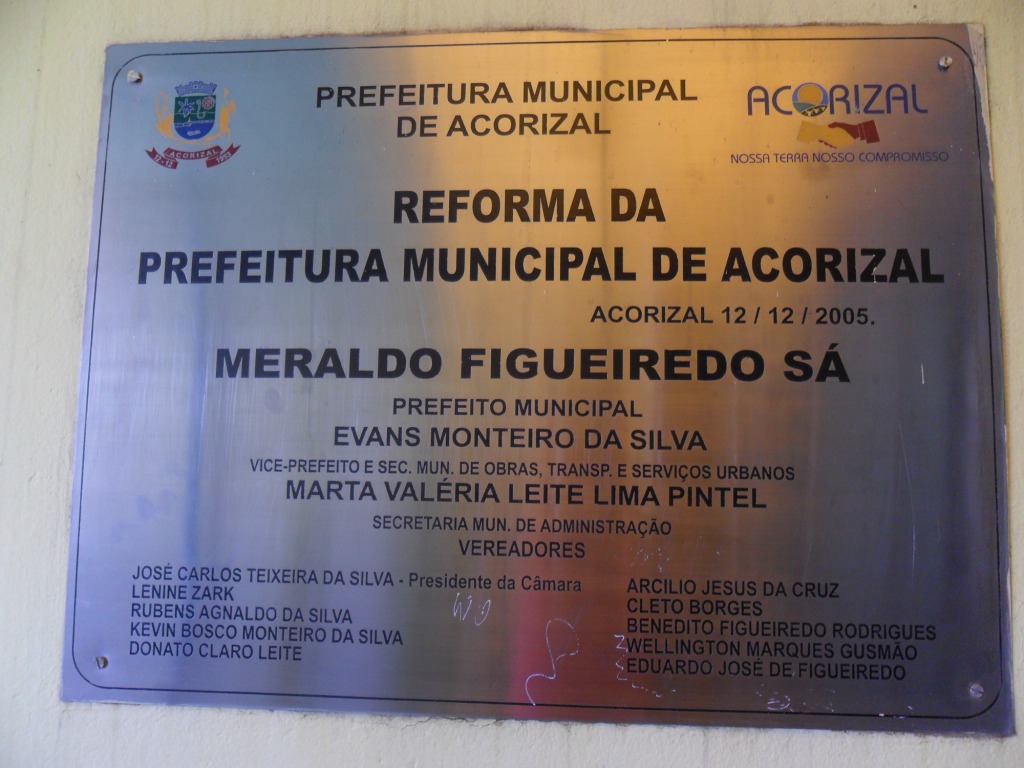 PREFEITURA MUNICIPAL
DE ACORIZAL
ACORIZAL
12-12 1953
ACORIZAL
NOSSA TERRA NOSSO COMPROMISSO
REFORMA DA
PREFEITURA MUNICIPAL DE ACORIZAL
ACORIZAL 12 / 12 / 2005.
MERALDO FIGUEIREDO SÁ
PREFEITO MUNICIPAL
EVANS MONTEIRO DA SILVA
VICE-PREFEITO E SEC. MUN. DE OBRAS, TRANSP. E SERVIÇOS URBANOS
MARTA VALÉRIA LEITE LIMA PINTEL
SECRETARIA MUN. DE ADMINISTRAÇÃO
VEREADORES
JOSÉ CARLOS TEIXEIRA DA SILVA - Presidente da Câmara
LENINE ZARK
RUBENS AGNALDO DA SILVA
KEVIN BOSCO MONTEIRO DA SILVA
DONATO CLARO LEITE
ARCILIO JESUS DA CRUZ
CLETO BORGES
BENEDITO FIGUEIREDO RODRIGUES
WELLINGTON MARQUES GUSMÃO
EDUARDO JOSÉ DE FIGUEIREDO